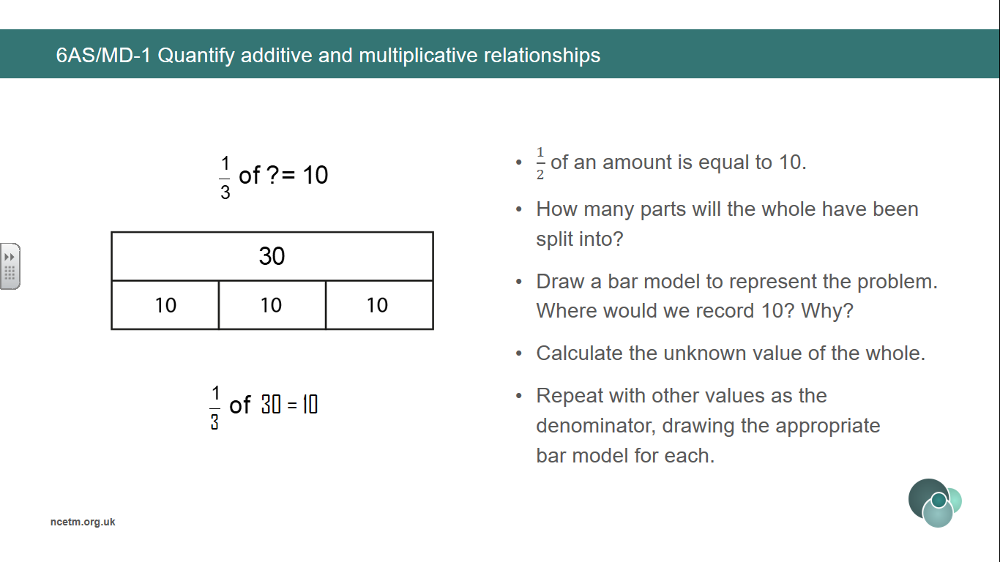 6AS/MD-1 Quantify additive and multiplicative relationships
1/3 of ?= 10
30
10 10 10
1/3 of 30 = 10
• 1/2 of an amount is equal to 10.
• How many parts will the whole have been
split into?
• Draw a bar model to represent the problem.
Where would we record 10? Why?
• Calculate the unknown value of the whole.
• Repeat with other values as the
denominator, drawing the appropriate
bar model for each.
ncetm.org.uk